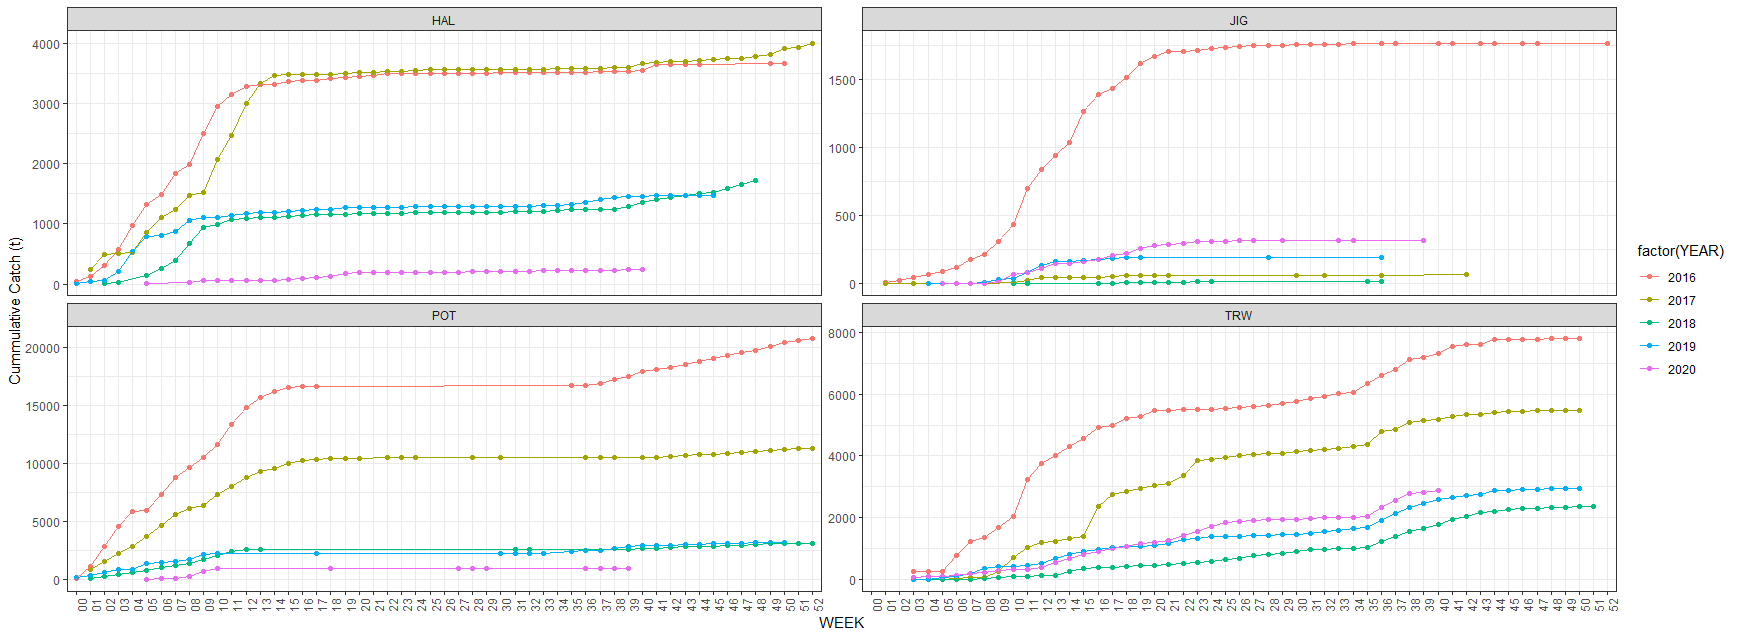 HAL
JIG
4000
3000
2000
1000
0
1500
1000
500
0
POT
TRW
20000
15000
10000
5000
0
8000
6000
4000
2000
0
00 01 02 03 04 05 06 07 08 09 10 11 12 13 14 15 16 17 18 19 20 21 22 23 24 25 26 27 28 29 30 31 32 33 34 35 36 37 38 39 40 41 42 43 44 45 46 47 48 50 51 52
00 01 02 03 04 05 06 07 08 09 10 11 12 13 14 15 16 17 18 19 20 21 22 23 24 25 26 27 28 29 30 31 32 33 34 35 36 37 38 39 40 41 42 43 44 45 46 47 48 49 50 51 52
WEEK
Cummulative Catch (t)
factor(YEAR)
2016
2017
2018
2019
2020